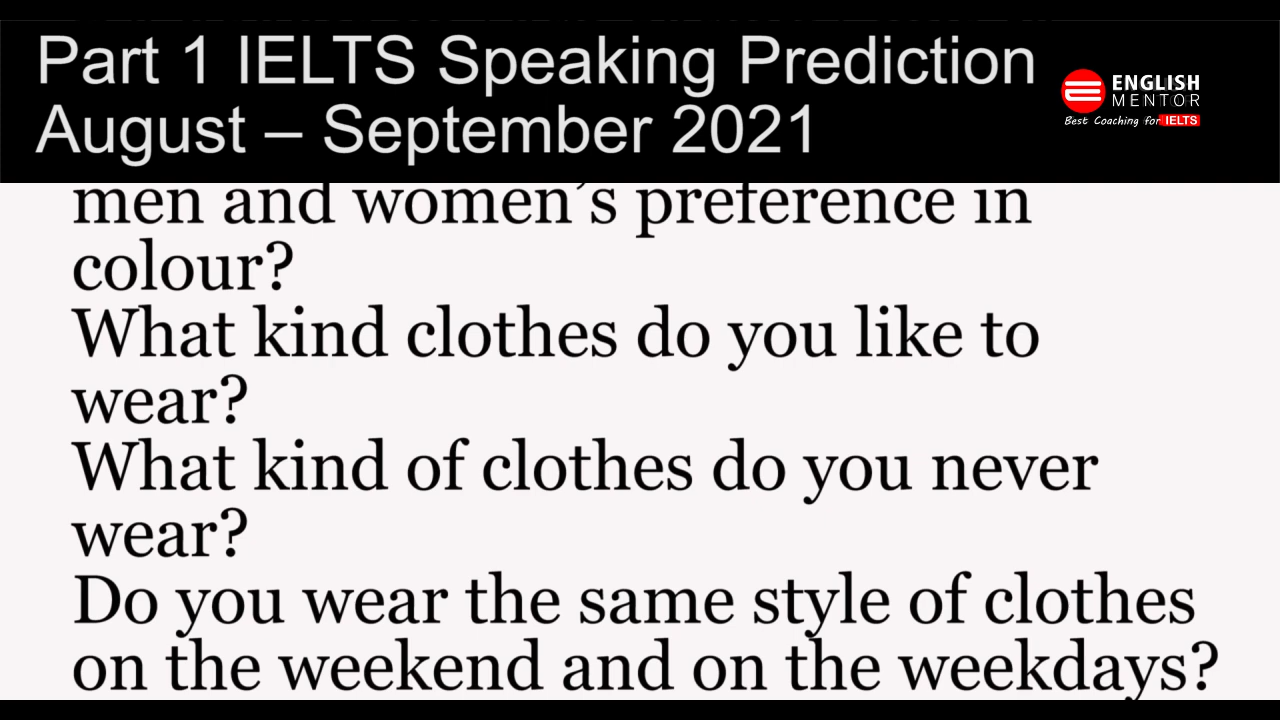 Part 1 IELTS Speaking Prediction
August – September 2021
ENGLISH
MENTOR
Best Coaching for IELTS
men and women's preference in
colour?
What kind clothes do you like to
wear?
What kind of clothes do you never
wear?
Do you wear the same style of clothes
on the weekend and on the weekdays?